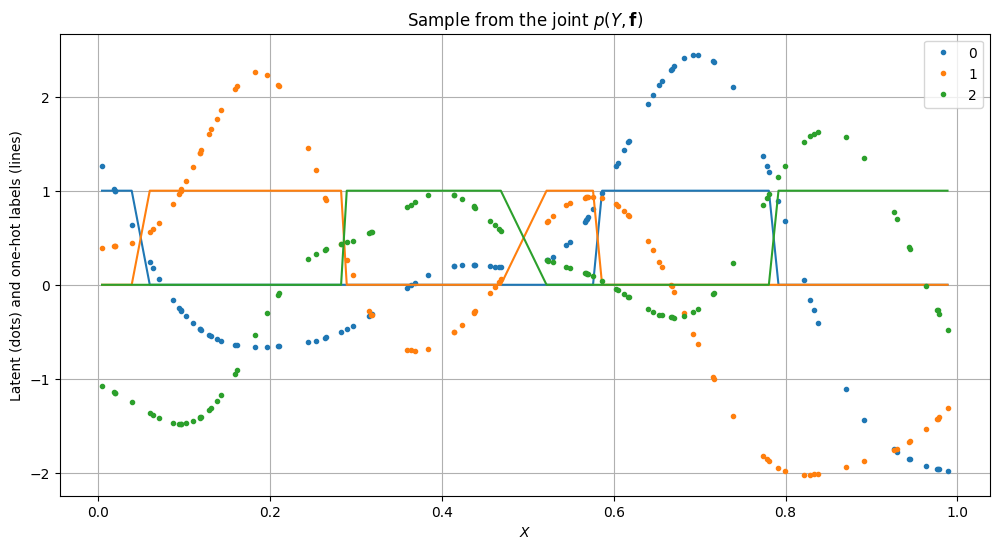 Sample from the joint p(Y, f)
0
1
2
Latent (dots) and one-hot labels (lines)
2
1
0
−1
−2
0.0 0.2 0.4 0.6 0.8 1.0
X